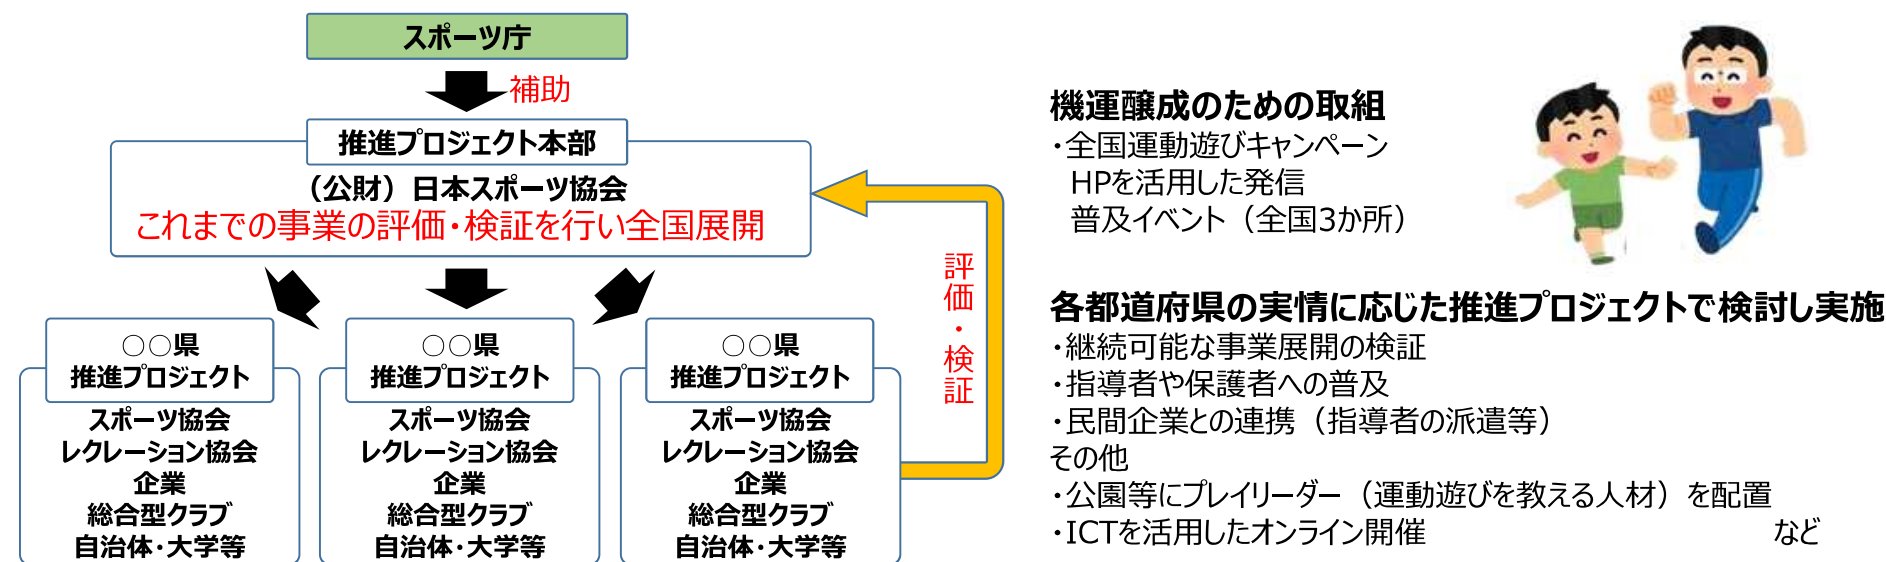 スポーツ庁
補助
推進プロジェクト本部
（公財）日本スポーツ協会
これまでの事業の評価・検証を行い全国展開
○○県
推進プロジェクト
スポーツ協会
レクレーション協会
企業
総合型クラブ
自治体・大学等
○○県
推進プロジェクト
スポーツ協会
レクレーション協会
企業
総合型クラブ
自治体・大学等
○○県
推進プロジェクト
スポーツ協会
レクレーション協会
企業
総合型クラブ
自治体・大学等
評価・検証
機運醸成のための取組
・全国運動遊びキャンペーン
HPを活用した発信
普及イベント（全国3か所）
各都道府県の実情に応じた推進プロジェクトで検討し実施
・継続可能な事業展開の検証
・指導者や保護者への普及
・民間企業との連携（指導者の派遣等）
その他
・公園等にプレイリーダー（運動遊びを教える人材）を配置
・ICTを活用したオンライン開催　など